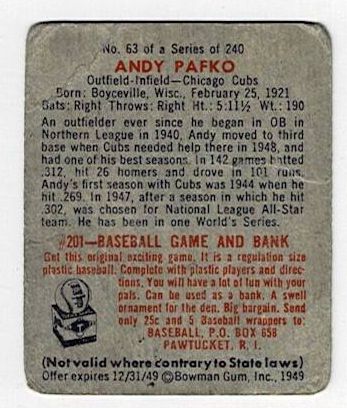 No. 63 of a Series of 240
ANDY PAFKO
Outfield-Infield—Chicago Cubs
Born: Boyceville, Wisc., February 25, 1921
Bats: Right Throws: Right Ht.: 5:11½ Wt.: 190
An outfielder ever since he began in OB in
Northern League in 1940, Andy moved to third
base when Cubs needed help there in 1948, and
had one of his best seasons. In 142 games batted
.312, hit 26 homers and drove in 101 runs.
Andy's first season with Cubs was 1944 when he
hit .269. In 1947, after a season in which he hit
.302, was chosen for National League All-Star
team. He has been in one World's Series.
#201—BASEBALL GAME AND BANK
Get this original exciting game. It is a regulation size
plastic baseball. Complete with plastic players and direc-
tions. You will have a lot of fun with your
pals. Can be used as a bank. A swell
ornament for the den. Big bargain. Send
only 25c and 5 Baseball wrappers to:
BASEBALL, P.O. BOX 658
PAWTUCKET, R. I.
(Not valid where contrary to State laws)
Offer expires 12/31/49 ©Bowman Gum, Inc., 1949